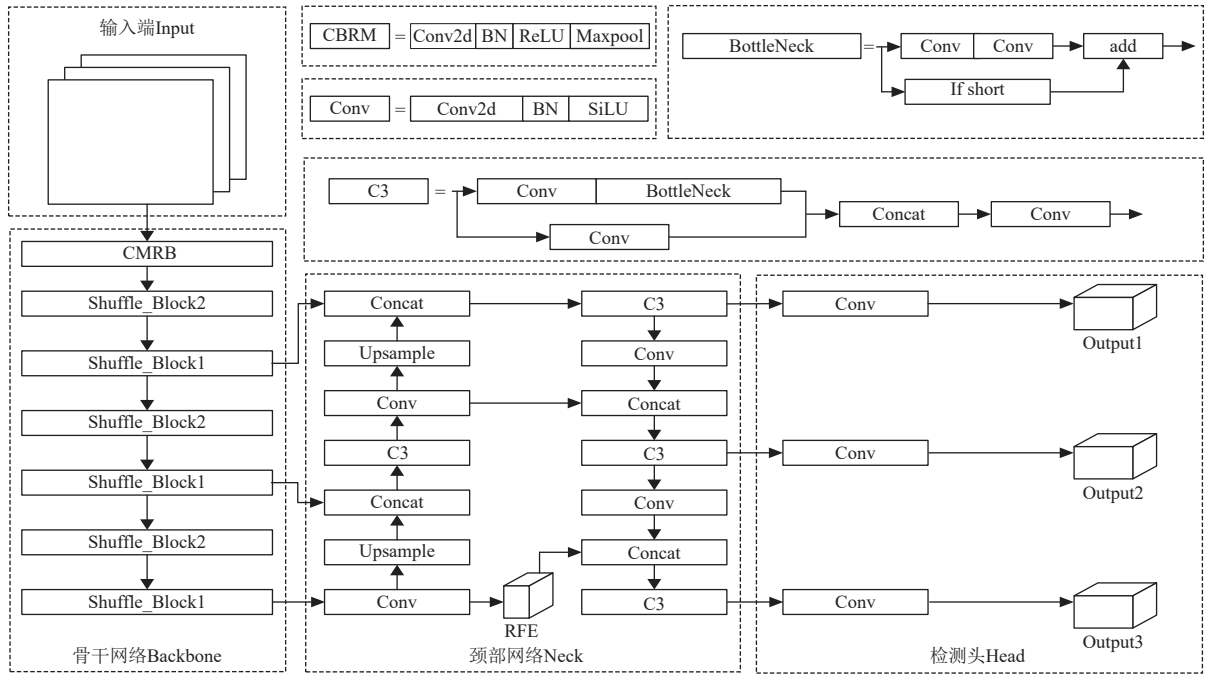 输入端Input
CBRM = Conv2d BN ReLU Maxpool
Conv = Conv2d BN SiLU
BottleNeck = Conv Conv add
If short
C3 = Conv BottleNeck
Conv
Concat Conv
CMRB
Shuffle_Block2
Shuffle_Block1
Shuffle_Block2
Shuffle_Block1
Shuffle_Block2
Shuffle_Block1
骨干网络Backbone
Concat
Upsample
Conv
C3
Concat
Upsample
Conv
RFE
C3
Conv
Concat
C3
Conv
Concat
C3
颈部网络Neck
Conv
Output1
Conv
Output2
Conv
Output3
检测头Head